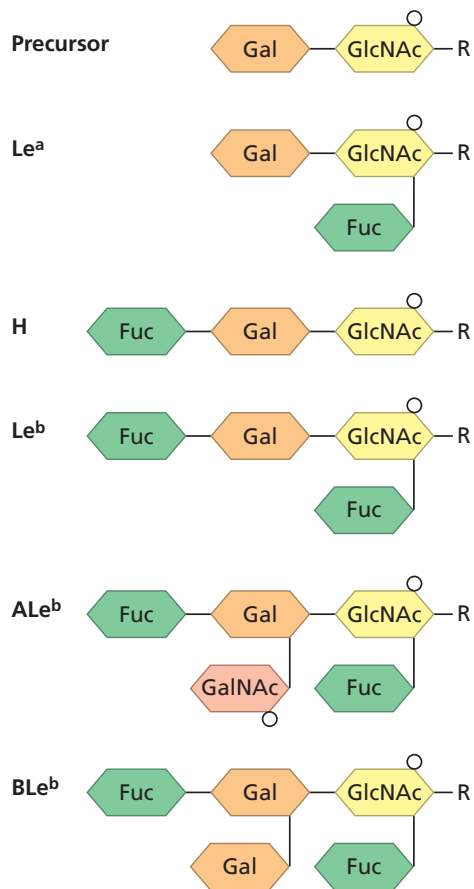 Precursor Gal GlcNAc R
Leᵃ Gal GlcNAc R
Fuc
H Fuc Gal GlcNAc R
Leᵇ Fuc Gal GlcNAc R
Fuc
ALeᵇ Fuc Gal GlcNAc R
GalNAc Fuc
BLeᵇ Fuc Gal GlcNAc R
Gal Fuc